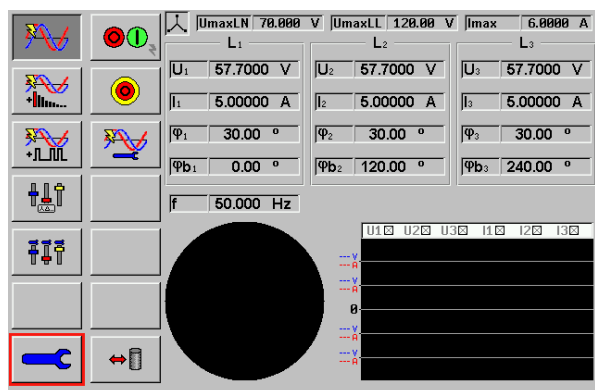 UmaxLN 70.000 V UmaxLL 120.00 V Imax 6.0000 A
L1 L2 L3
U1 57.7000 V U2 57.7000 V U3 57.7000 V
I1 5.00000 A I2 5.00000 A I3 5.00000 A
φ1 30.00 º φ2 30.00 º φ3 30.00 º
φb1 0.00 º φb2 120.00 º φb3 240.00 º
f 50.000 Hz
U1 U2 U3 I1 I2 I3
--- V
--- A
--- V
--- A
0
--- V
--- A
--- V
--- A